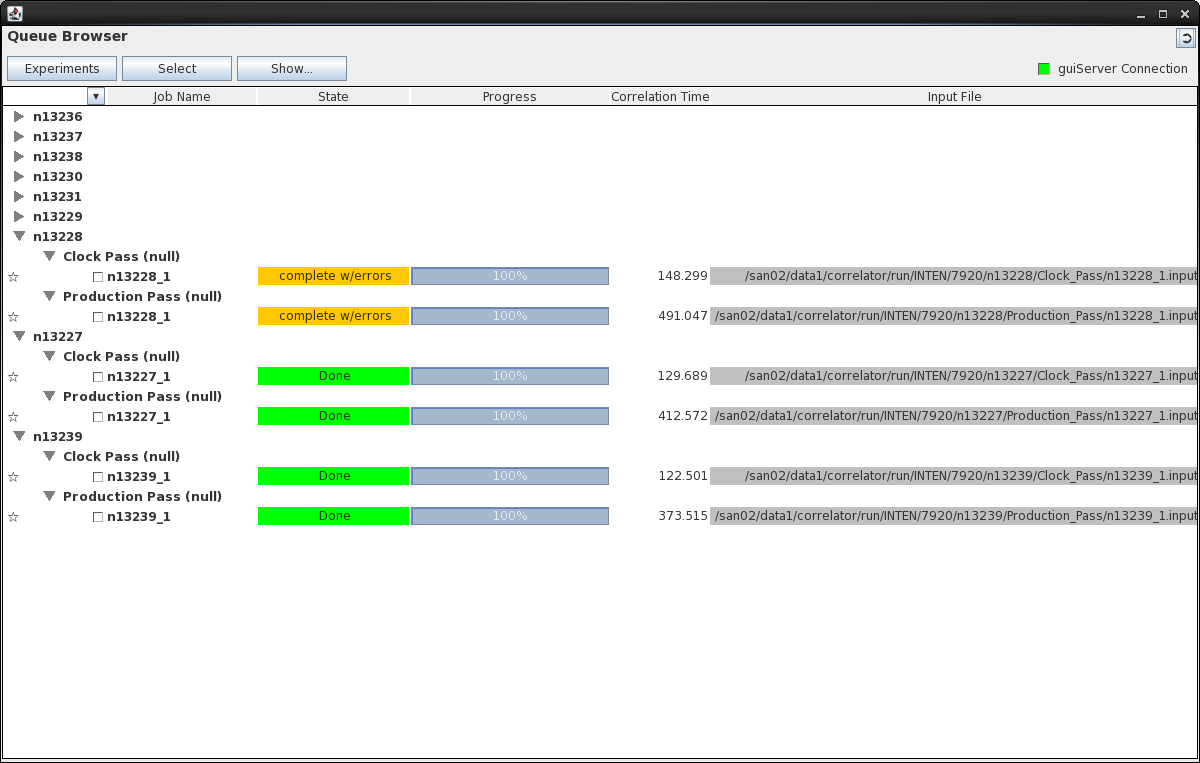 Queue Browser
Experiments Select Show... guiServer Connection
Job Name State Progress Correlation Time Input File
n13236
n13237
n13238
n13230
n13231
n13229
n13228
Clock Pass (null)
n13228_1 complete w/errors 100% 148.299 /san02/data1/correlator/run/INTEN/7920/n13228/Clock_Pass/n13228_1.input
Production Pass (null)
n13228_1 complete w/errors 100% 491.047 /san02/data1/correlator/run/INTEN/7920/n13228/Production_Pass/n13228_1.input
n13227
Clock Pass (null)
n13227_1 Done 100% 129.689 /san02/data1/correlator/run/INTEN/7920/n13227/Clock_Pass/n13227_1.input
Production Pass (null)
n13227_1 Done 100% 412.572 /san02/data1/correlator/run/INTEN/7920/n13227/Production_Pass/n13227_1.input
n13239
Clock Pass (null)
n13239_1 Done 100% 122.501 /san02/data1/correlator/run/INTEN/7920/n13239/Clock_Pass/n13239_1.input
Production Pass (null)
n13239_1 Done 100% 373.515 /san02/data1/correlator/run/INTEN/7920/n13239/Production_Pass/n13239_1.input